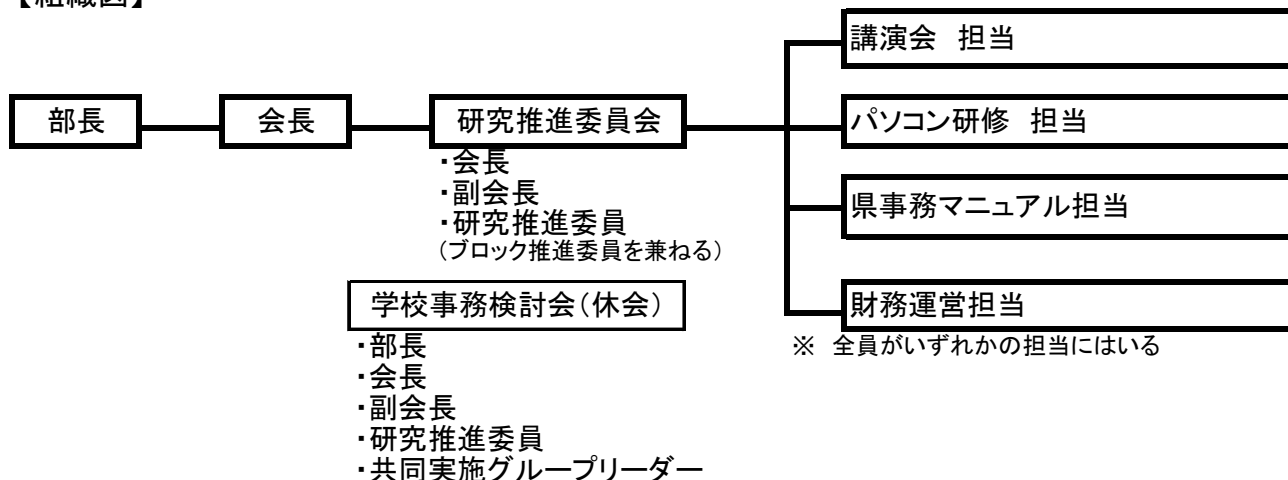 【組織図】
講演会 担当
部長
会長
研究推進委員会
パソコン研修 担当
・会長
・副会長
・研究推進委員
(ブロック推進委員を兼ねる)
県事務マニュアル担当
学校事務検討会(休会)
財務運営担当
・部長
・会長
・副会長
・研究推進委員
・共同実施グループリーダー
※ 全員がいずれかの担当にはいる